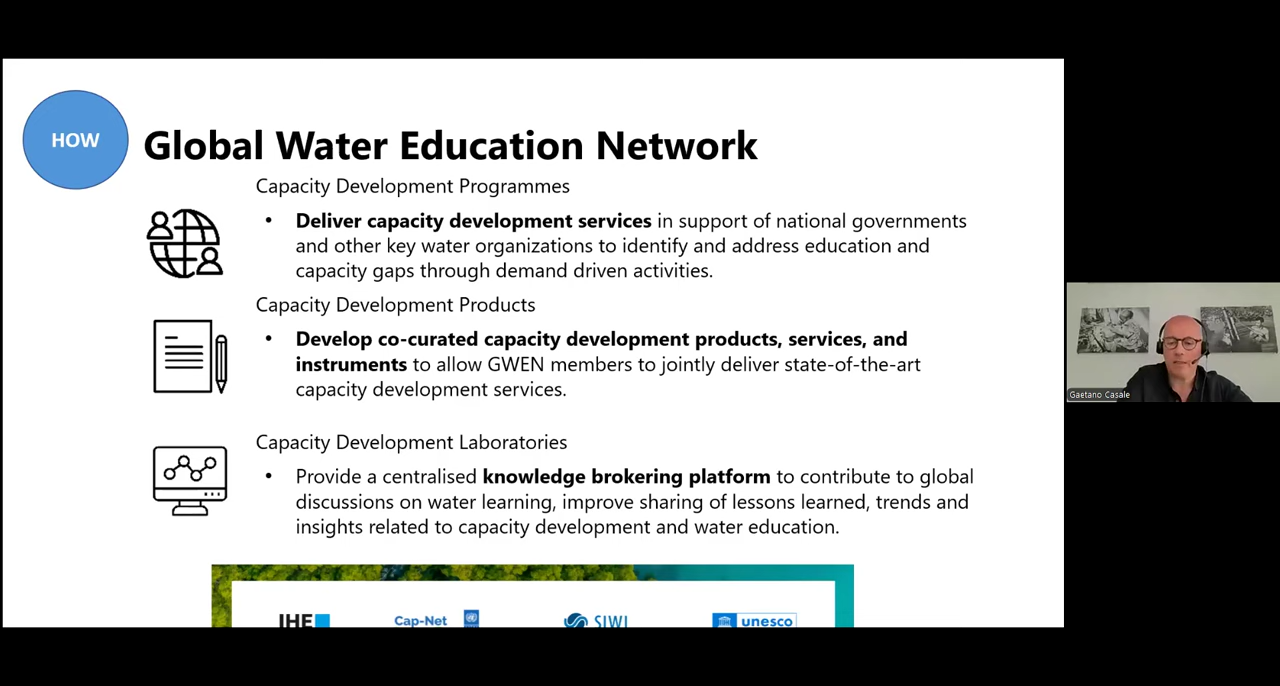 HOW
Global Water Education Network
Capacity Development Programmes
• Deliver capacity development services in support of national governments
and other key water organizations to identify and address education and
capacity gaps through demand driven activities.
Capacity Development Products
• Develop co-curated capacity development products, services, and
instruments to allow GWEN members to jointly deliver state-of-the-art
capacity development services.
Capacity Development Laboratories
• Provide a centralised knowledge brokering platform to contribute to global
discussions on water learning, improve sharing of lessons learned, trends and
insights related to capacity development and water education.
IHE Cap-Net SIWI unesco
Gaetano Casale